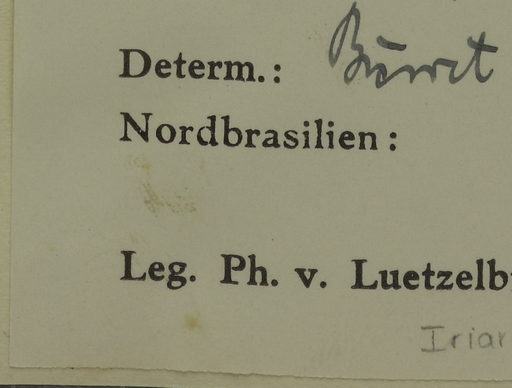 Determ.: Burret
Nordbrasilien:
Leg. Ph. v. Luetzelb
Iriar